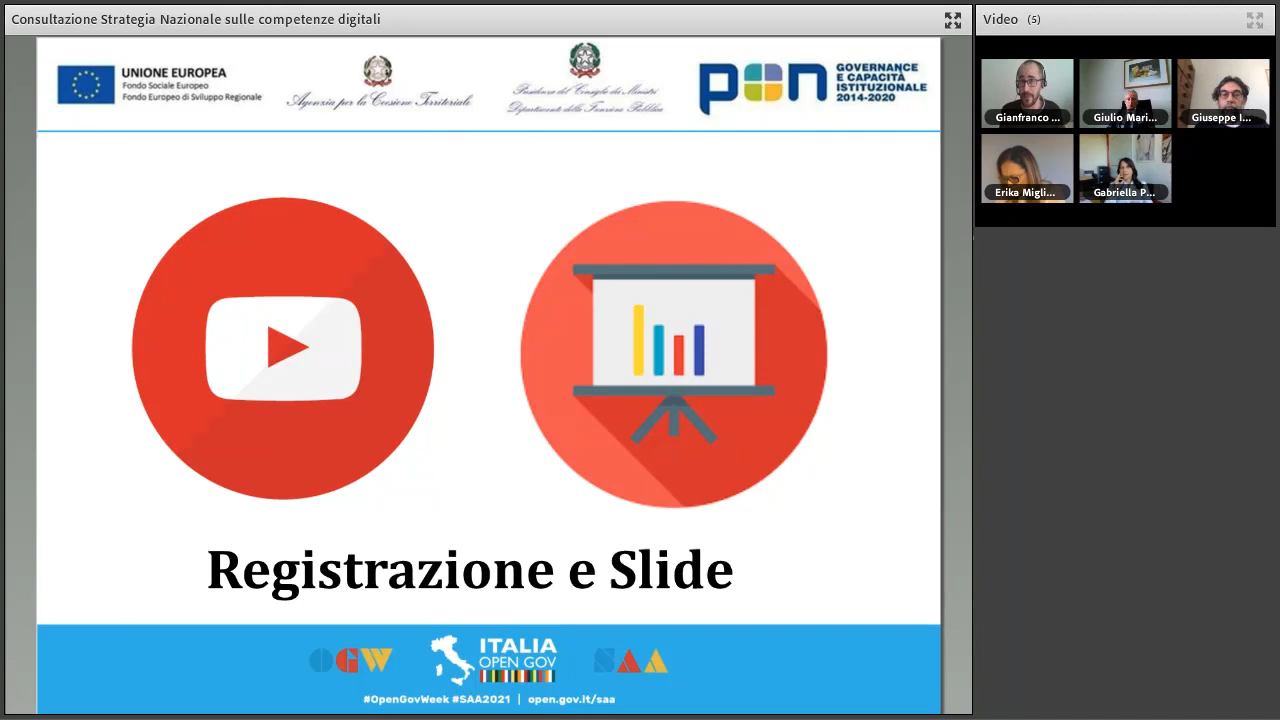 Consultazione Strategia Nazionale sulle competenze digitali
Video (5)
UNIONE EUROPEA
Fondo Sociale Europeo
Fondo Europeo di Sviluppo Regionale
Agenzia per la Coesione Territoriale
Presidenza del Consiglio dei Ministri
Dipartimento della Funzione Pubblica
pon
GOVERNANCE
E CAPACITÀ
ISTITUZIONALE
2014-2020
Gianfranco ...
Giulio Mari...
Giuseppe I...
Erika Migli...
Gabriella P...
Registrazione e Slide
OGW
ITALIA
OPEN GOV
SAA
#OpenGovWeek #SAA2021 | open.gov.it/saa